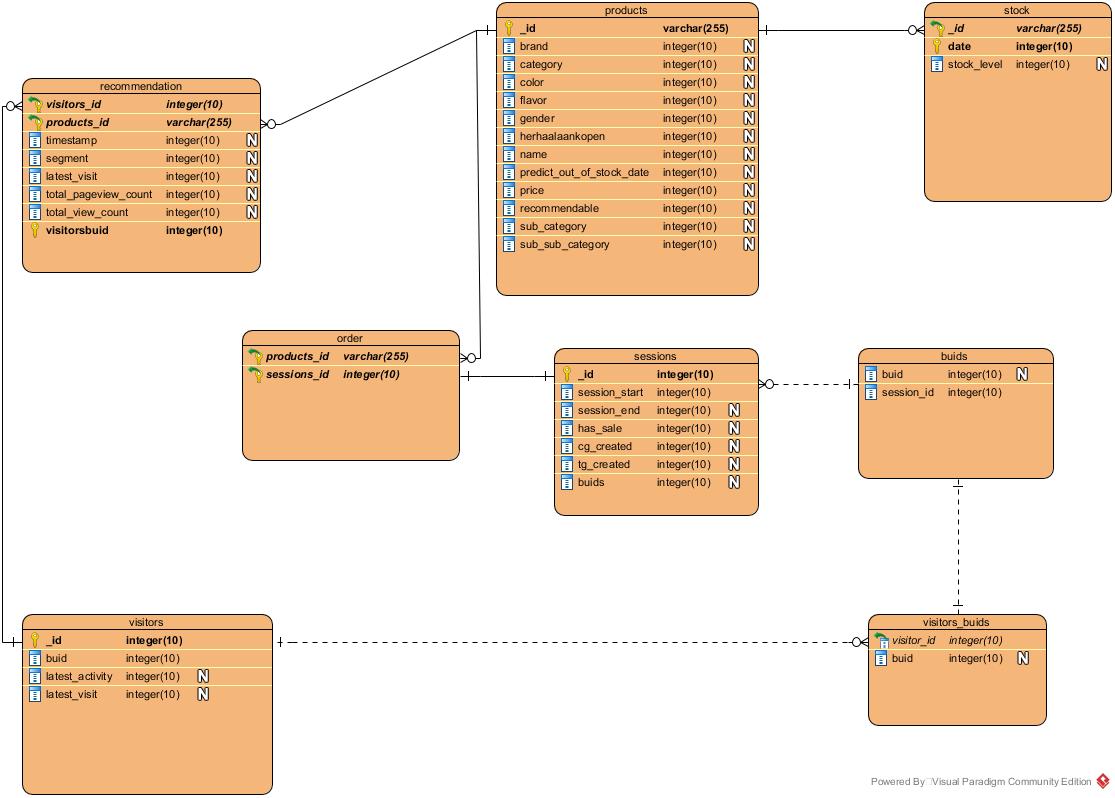 products
_id varchar(255)
brand integer(10) N
category integer(10) N
color integer(10) N
flavor integer(10) N
gender integer(10) N
herhaalaankopen integer(10) N
name integer(10) N
predict_out_of_stock_date integer(10) N
price integer(10) N
recommendable integer(10) N
sub_category integer(10) N
sub_sub_category integer(10) N
stock
_id varchar(255)
date integer(10)
stock_level integer(10) N
recommendation
visitors_id integer(10)
products_id varchar(255)
timestamp integer(10) N
segment integer(10) N
latest_visit integer(10) N
total_pageview_count integer(10) N
total_view_count integer(10) N
visitorsbuid integer(10)
order
products_id varchar(255)
sessions_id integer(10)
sessions
_id integer(10)
session_start integer(10)
session_end integer(10) N
has_sale integer(10) N
cg_created integer(10) N
tg_created integer(10) N
buids integer(10) N
buids
buid integer(10) N
session_id integer(10)
visitors
_id integer(10)
buid integer(10)
latest_activity integer(10) N
latest_visit integer(10) N
visitors_buids
visitor_id integer(10)
buid integer(10) N
Powered By Visual Paradigm Community Edition